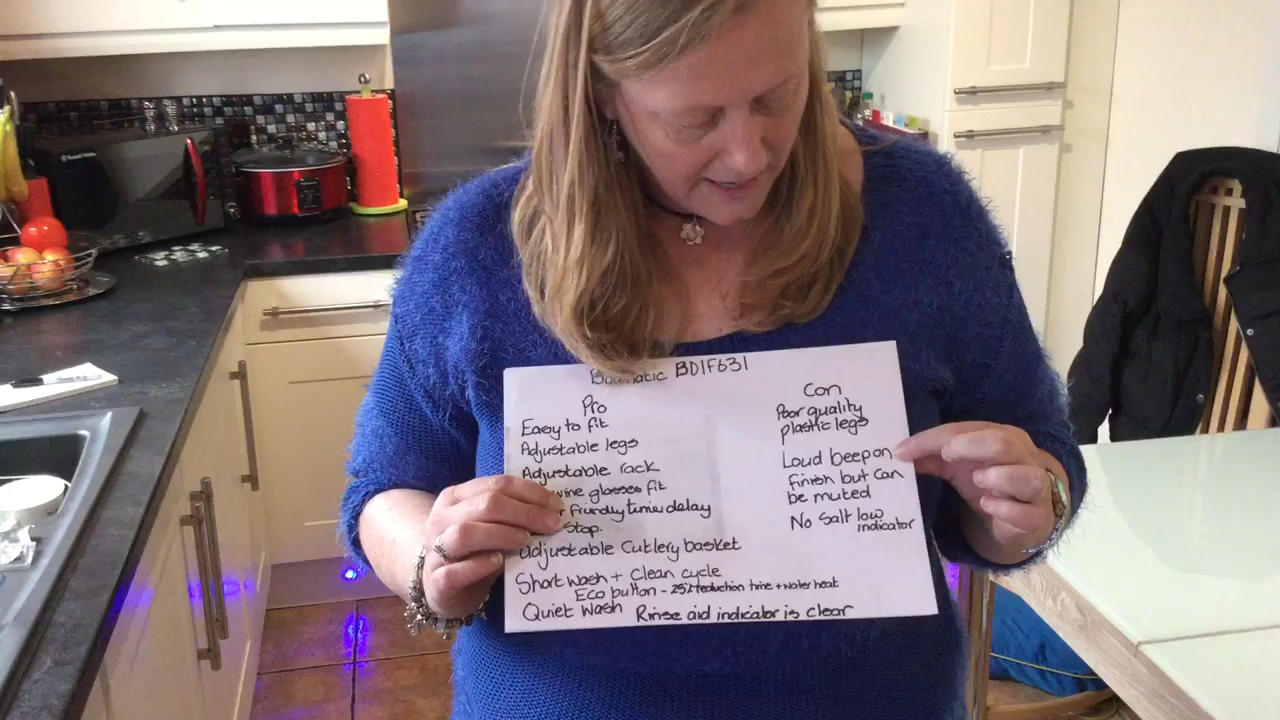 Baumatic BDIF631
Pro
Easy to fit
Adjustable legs
Adjustable rack
wine glasses fit
friendly time delay
Stop.
Adjustable Cutlery basket
Short wash + Clean cycle
Eco button - 25% reduction time + water heat
Quiet wash Rinse aid indicator is clear
Con
Poor quality
plastic legs
Loud beep on
finish but can
be muted
No Salt low
indicator